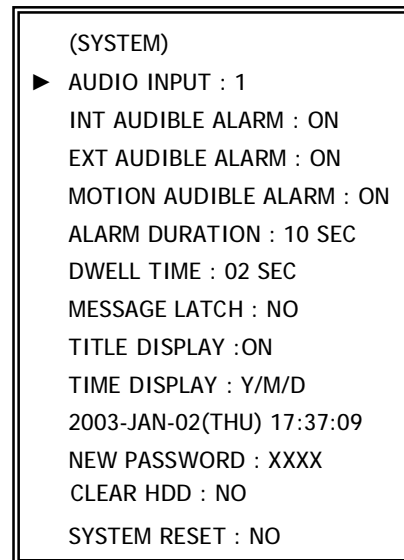 (SYSTEM)
► AUDIO INPUT : 1
INT AUDIBLE ALARM : ON
EXT AUDIBLE ALARM : ON
MOTION AUDIBLE ALARM : ON
ALARM DURATION : 10 SEC
DWELL TIME : 02 SEC
MESSAGE LATCH : NO
TITLE DISPLAY :ON
TIME DISPLAY : Y/M/D
2003-JAN-02(THU) 17:37:09
NEW PASSWORD : XXXX
CLEAR HDD : NO
SYSTEM RESET : NO